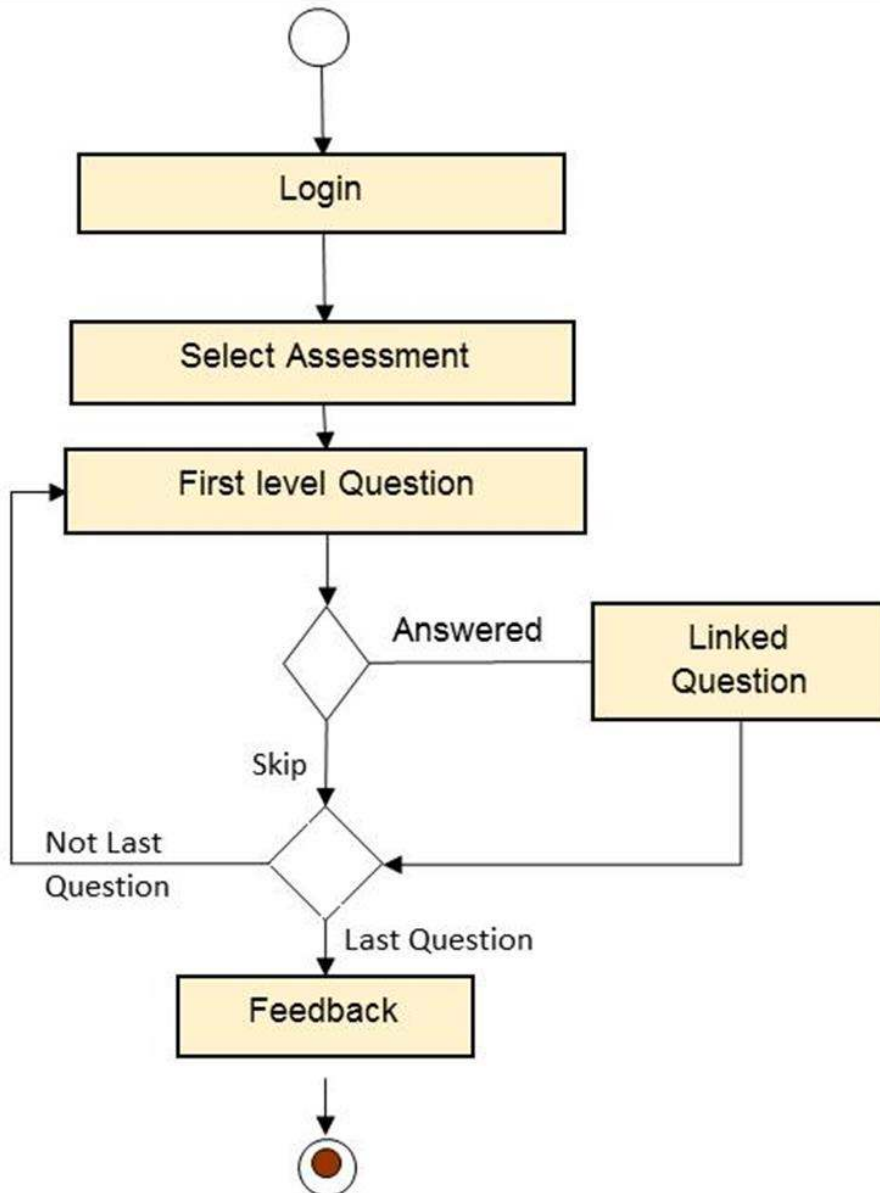 Login
Select Assessment
First level Question
Answered
Linked
Question
Skip
Not Last
Question
Last Question
Feedback